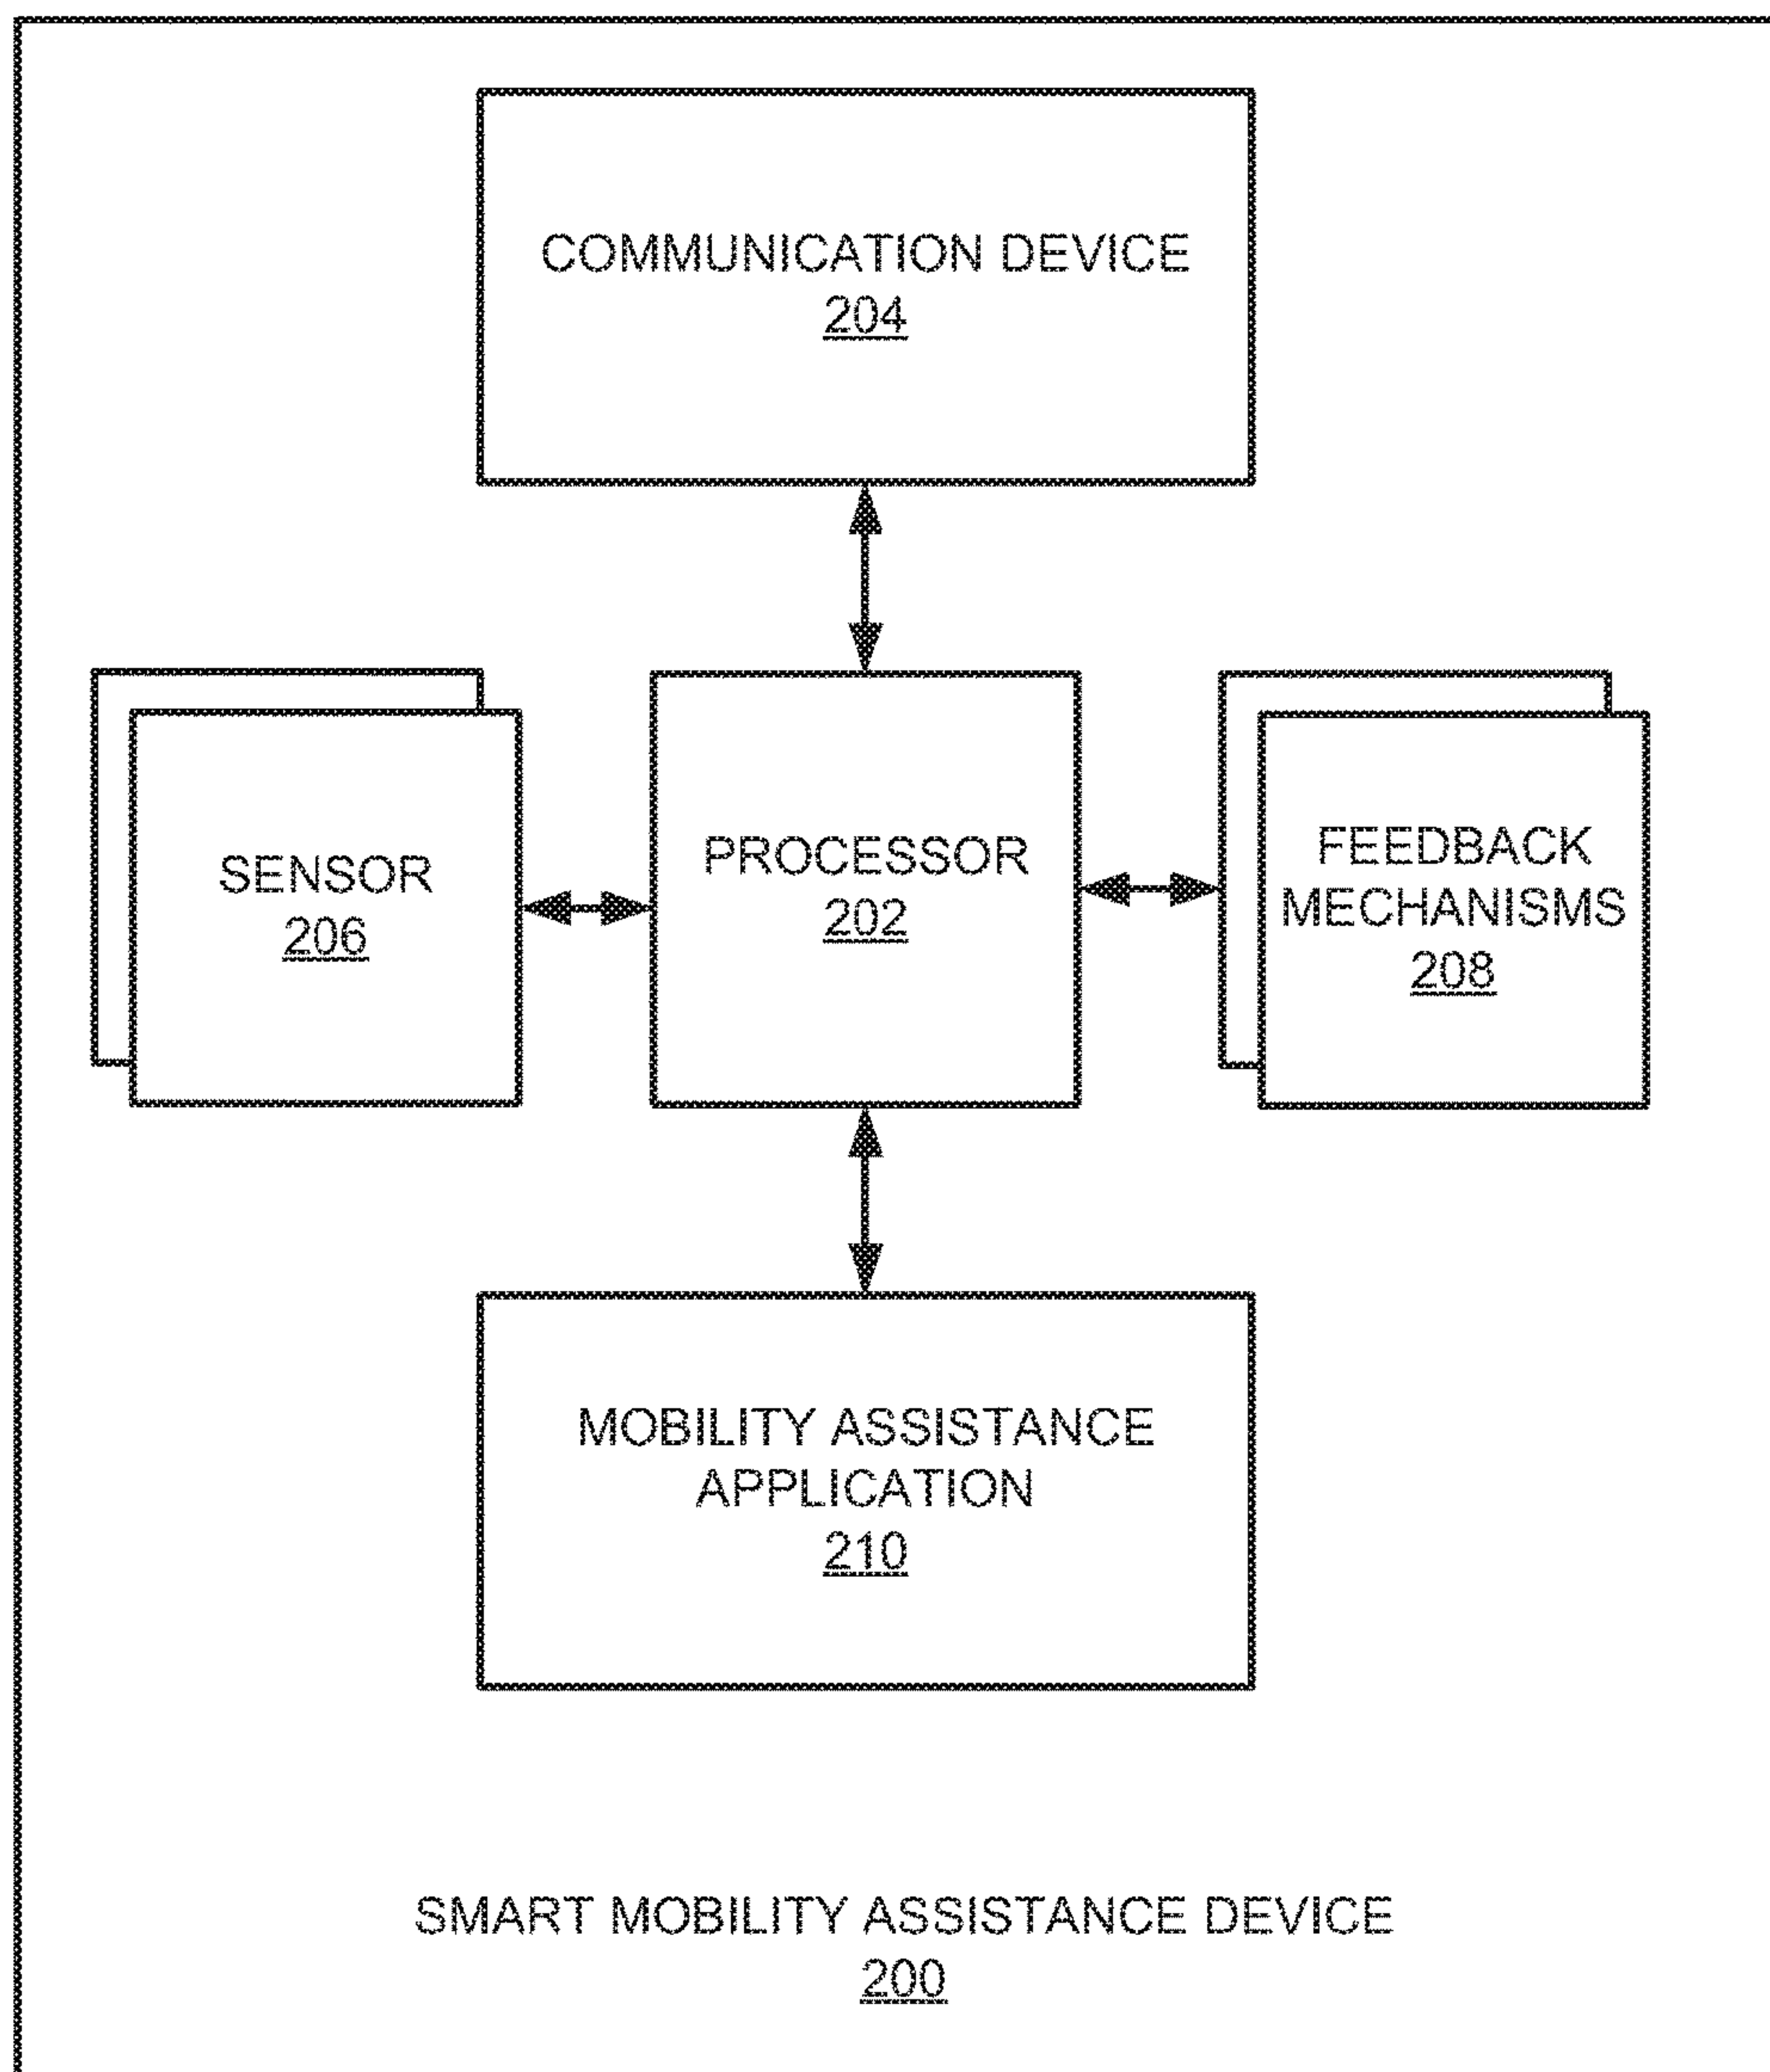 COMMUNICATION DEVICE
204
SENSOR
206
PROCESSOR
202
FEEDBACK
MECHANISMS
208
MOBILITY ASSISTANCE
APPLICATION
210
SMART MOBILITY ASSISTANCE DEVICE
200